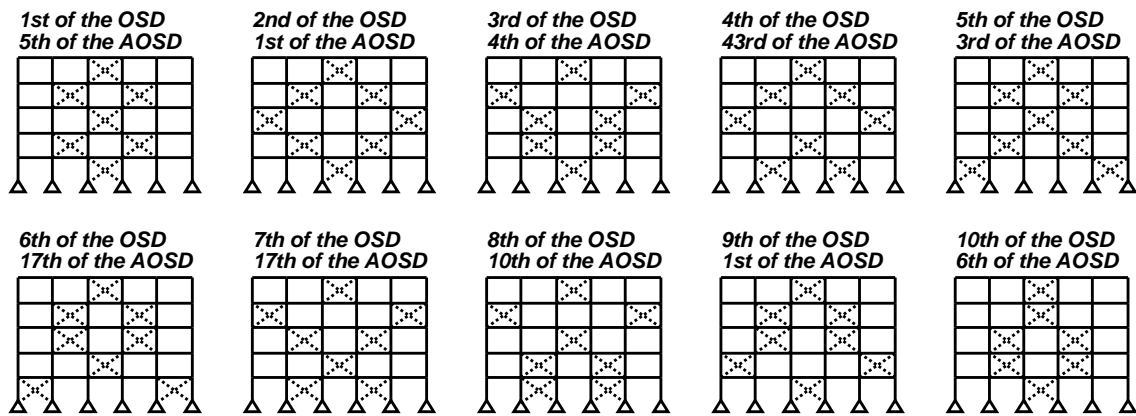 1st of the OSD
5th of the AOSD
2nd of the OSD
1st of the AOSD
3rd of the OSD
4th of the AOSD
4th of the OSD
43rd of the AOSD
5th of the OSD
3rd of the AOSD
6th of the OSD
17th of the AOSD
7th of the OSD
17th of the AOSD
8th of the OSD
10th of the AOSD
9th of the OSD
1st of the AOSD
10th of the OSD
6th of the AOSD